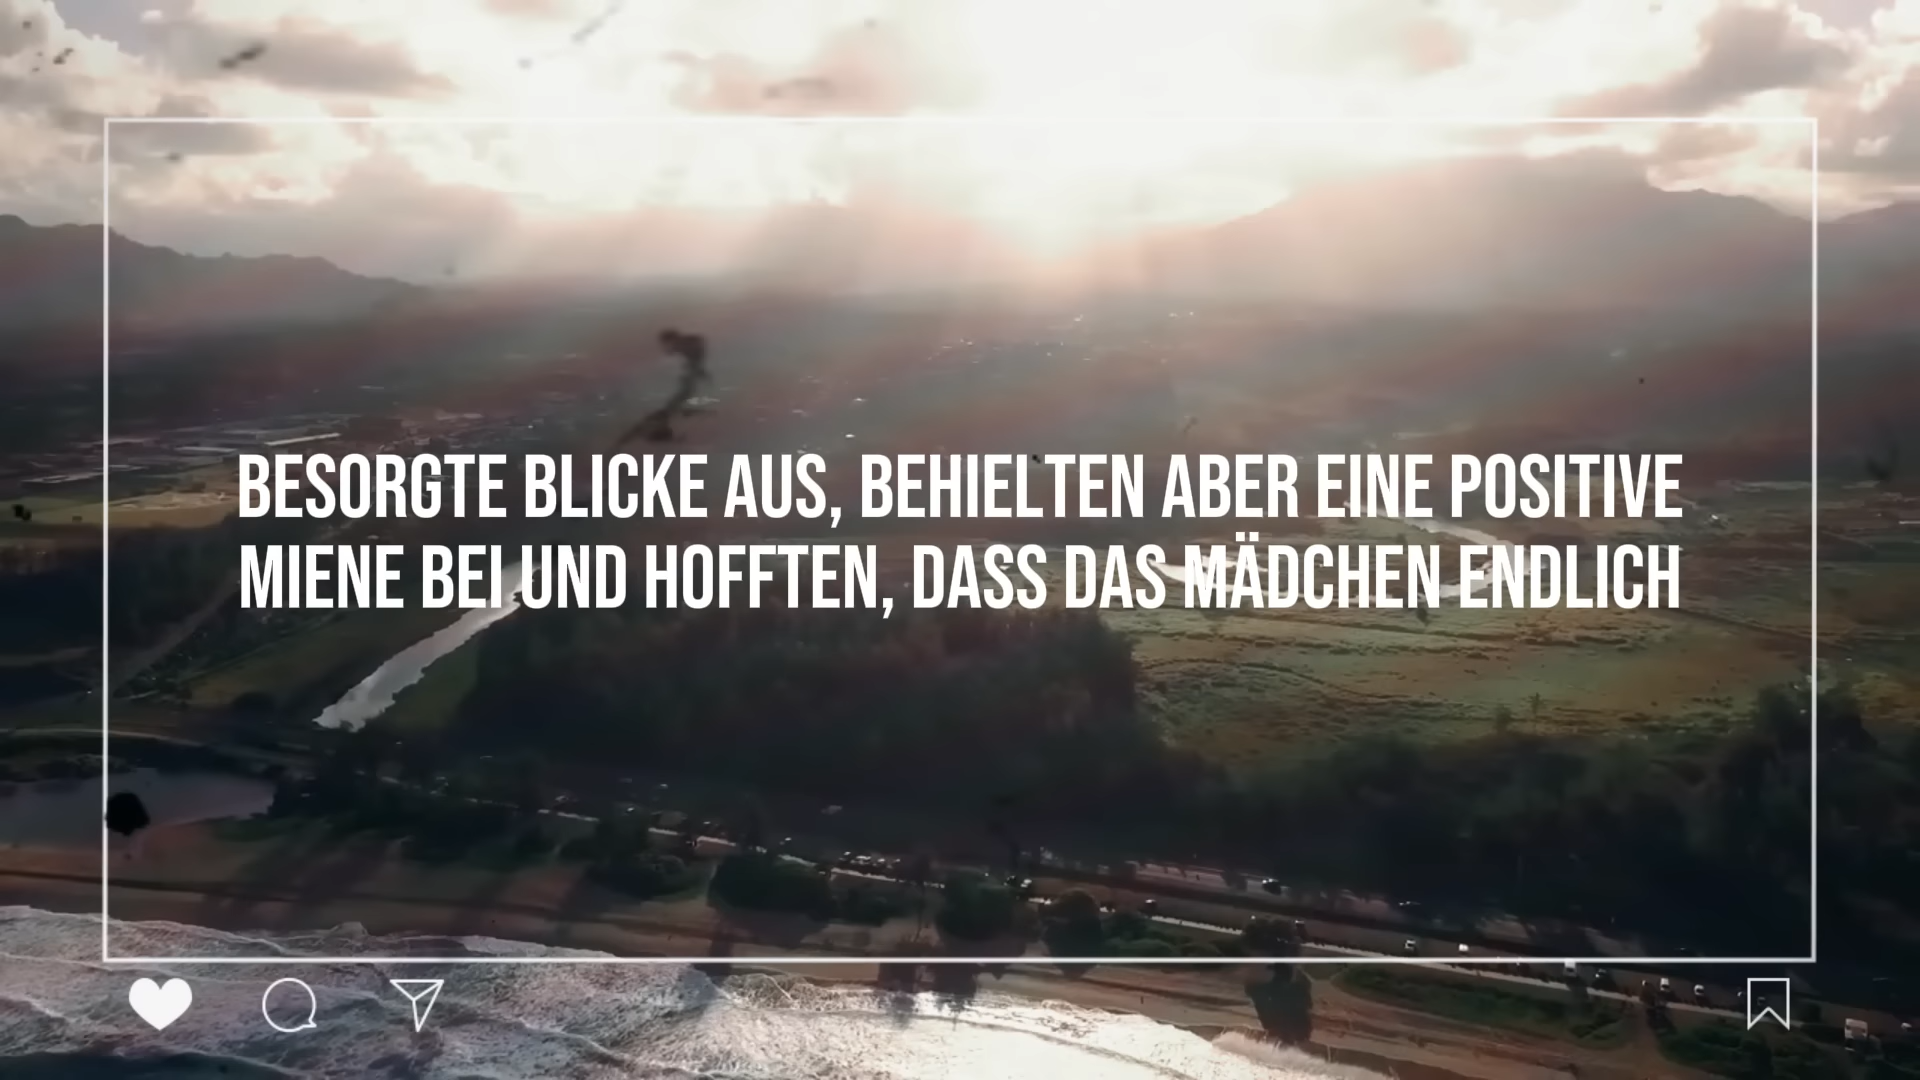 BESORGTE BLICKE AUS, BEHIELTEN ABER EINE POSITIVE
MIENE BEI UND HOFFTEN, DASS DAS MÄDCHEN ENDLICH